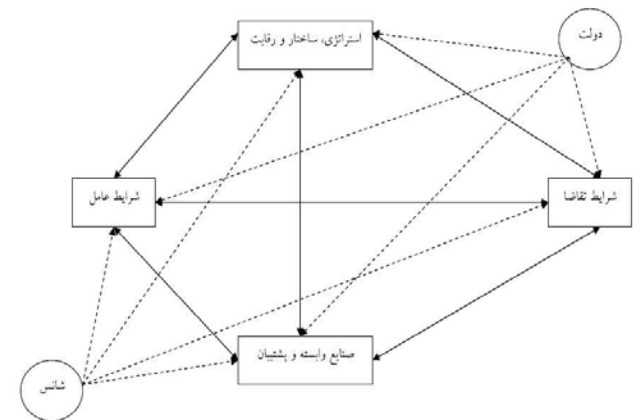 دولت
استراتژی، ساختار و رقابت
شرایط تقاضا
شرایط عامل
صنایع وابسته و پشتیبان
شانس